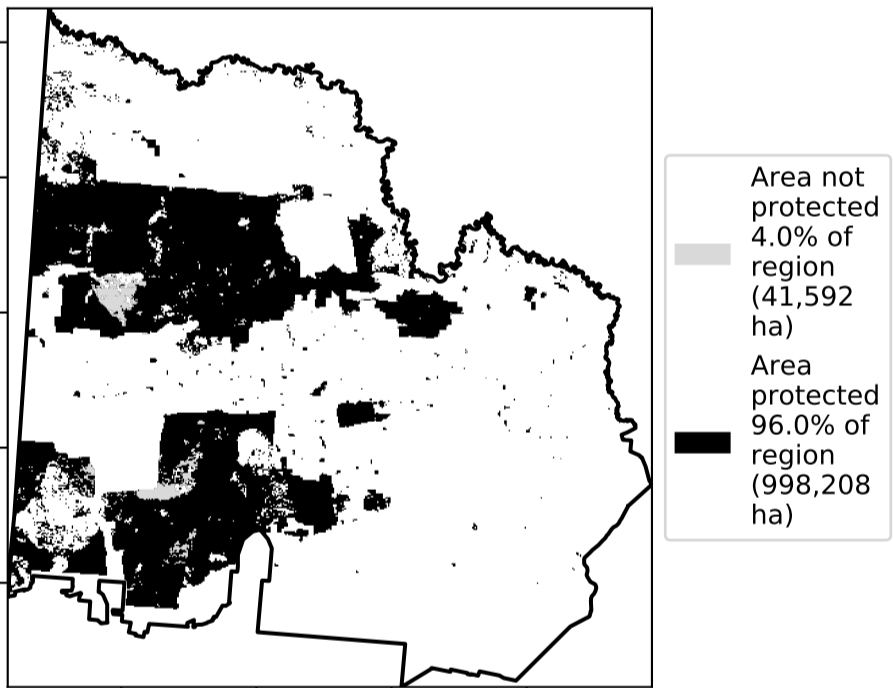 Area not
protected
4.0% of
region
(41,592
ha)
Area
protected
96.0% of
region
(998,208
ha)